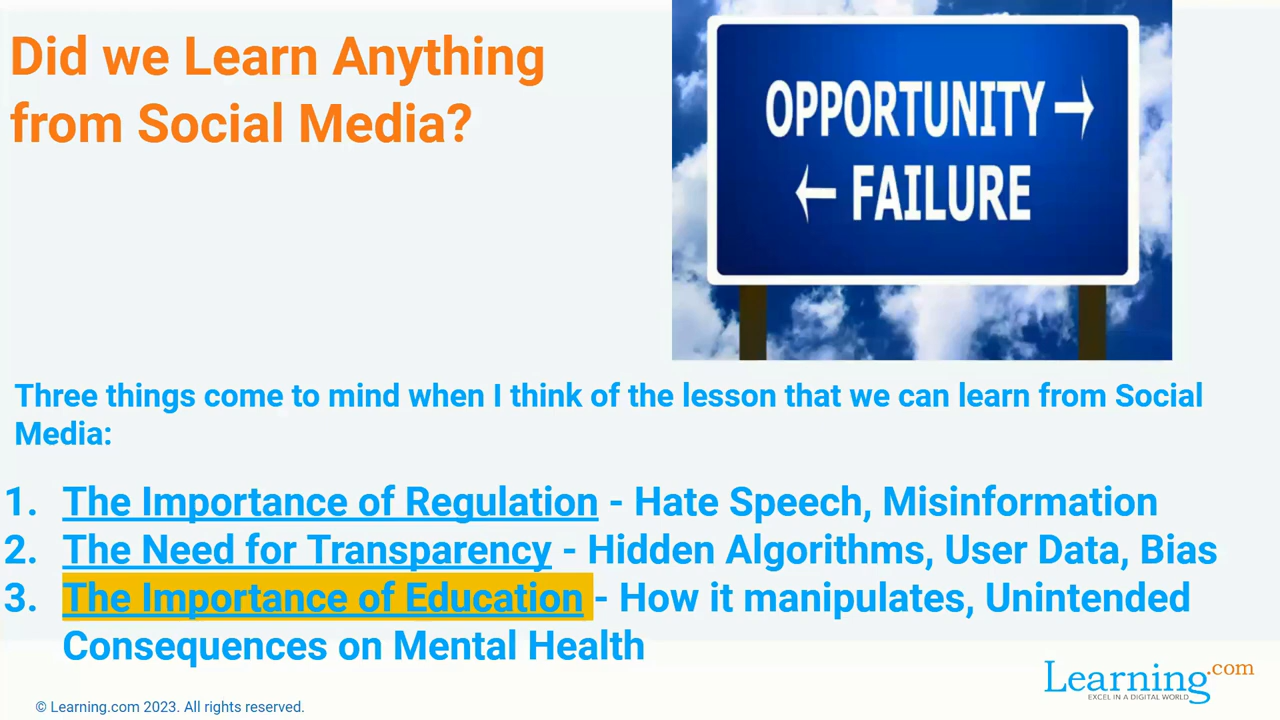 Did we Learn Anything
from Social Media?
OPPORTUNITY →
← FAILURE
Three things come to mind when I think of the lesson that we can learn from Social
Media:
1. The Importance of Regulation - Hate Speech, Misinformation
2. The Need for Transparency - Hidden Algorithms, User Data, Bias
3. The Importance of Education - How it manipulates, Unintended
Consequences on Mental Health
Learning.com
EXCEL IN A DIGITAL WORLD
© Learning.com 2023. All rights reserved.